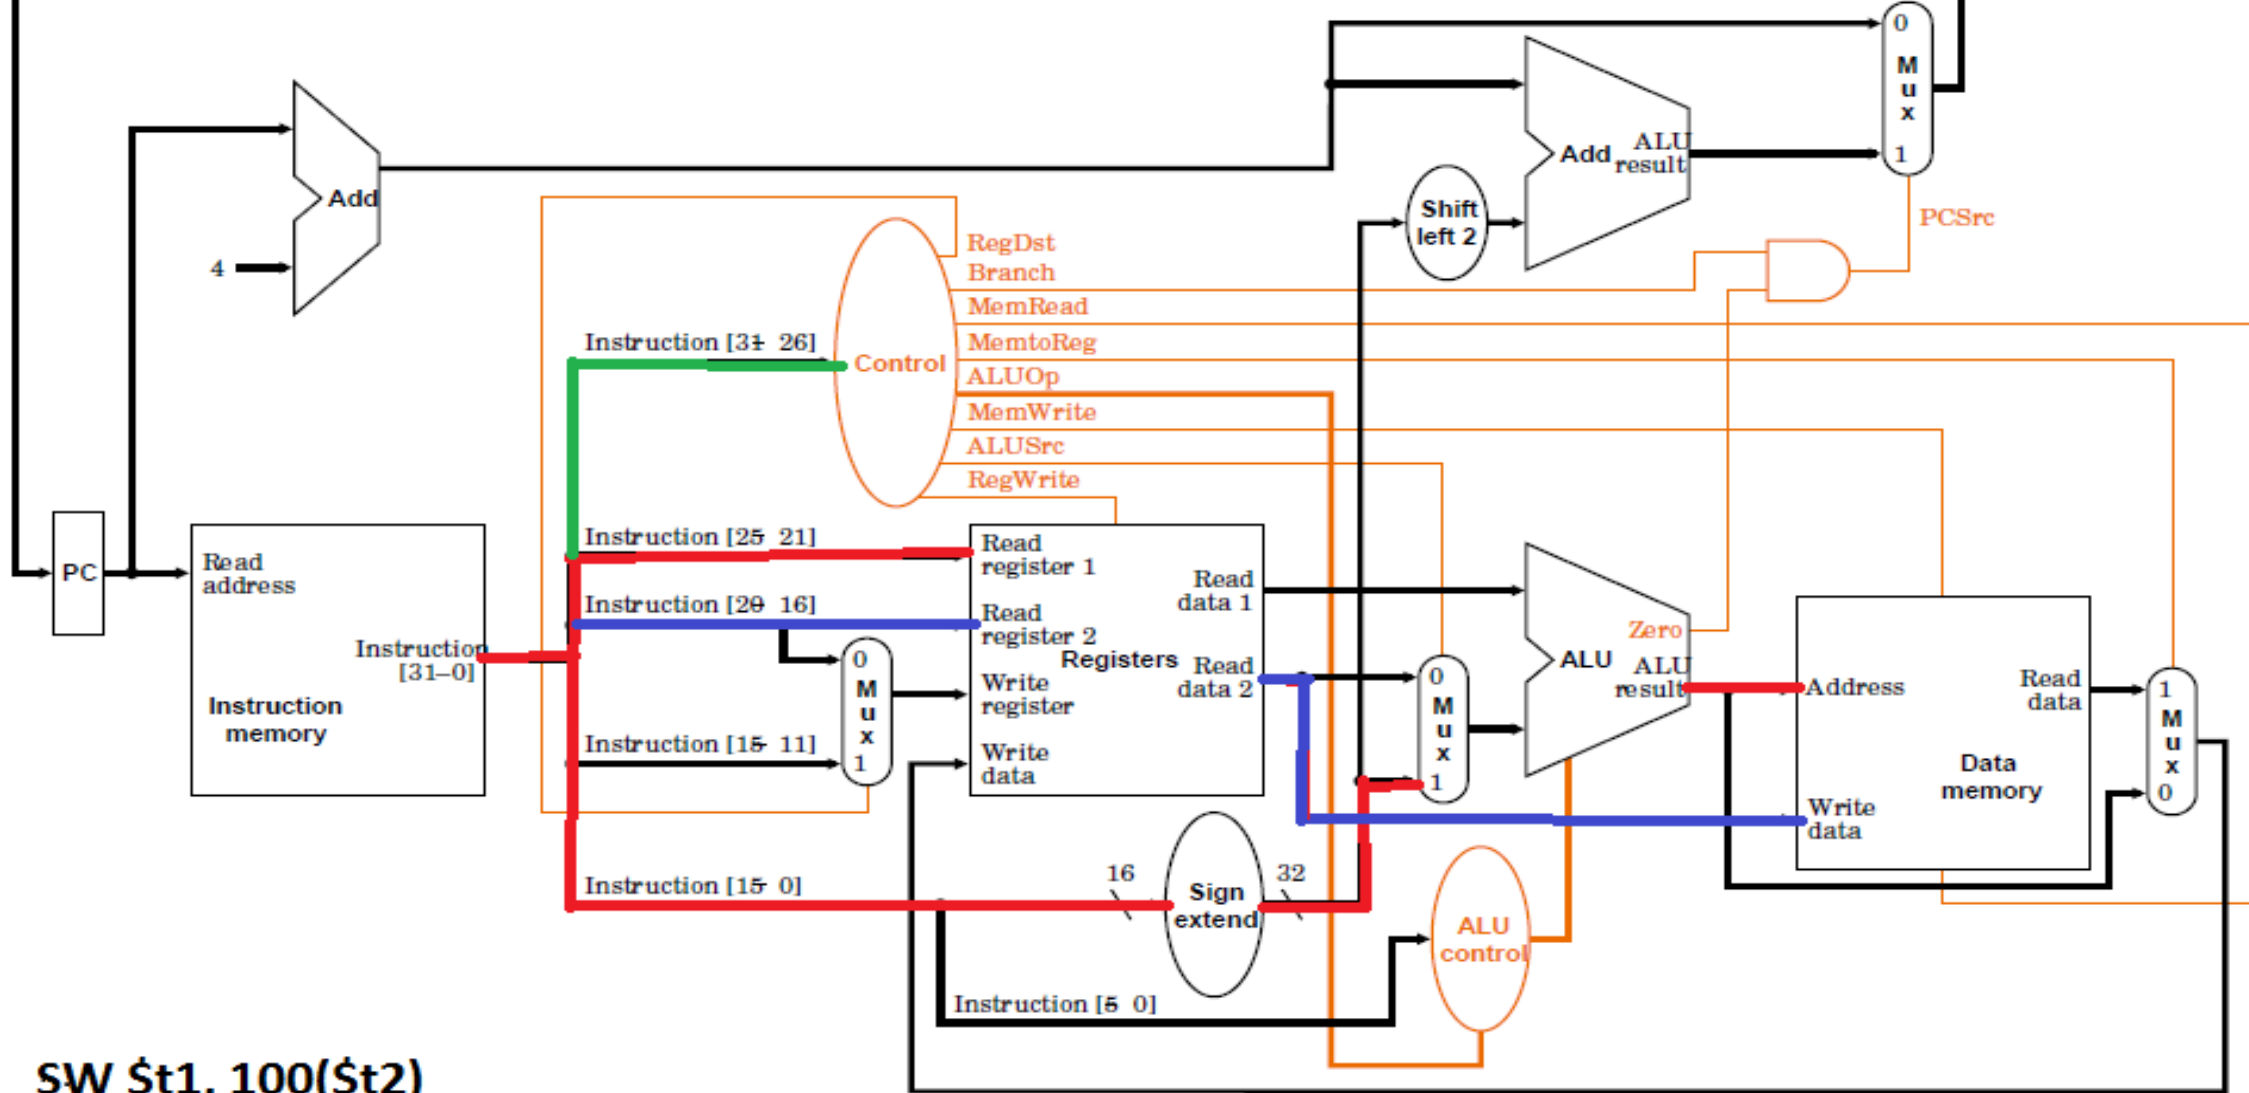 0
M
u
x
1
Add
ALU
result
Add
4
Shift
left 2
PCSrc
RegDst
Branch
MemRead
MemtoReg
ALUOp
MemWrite
ALUSrc
RegWrite
Control
Instruction [31 26]
Instruction [25 21]
Instruction [20 16]
Instruction [15 11]
Instruction [15 0]
Instruction [5 0]
PC
Read
address
Instruction
[31–0]
Instruction
memory
0
M
u
x
1
Read
register 1
Read
register 2
Write
register
Write
data
Registers
Read
data 1
Read
data 2
16
Sign
extend
32
0
M
u
x
1
Zero
ALU
ALU
result
ALU
control
Address
Read
data
Data
memory
Write
data
1
M
u
x
0
SW $t1, 100($t2)